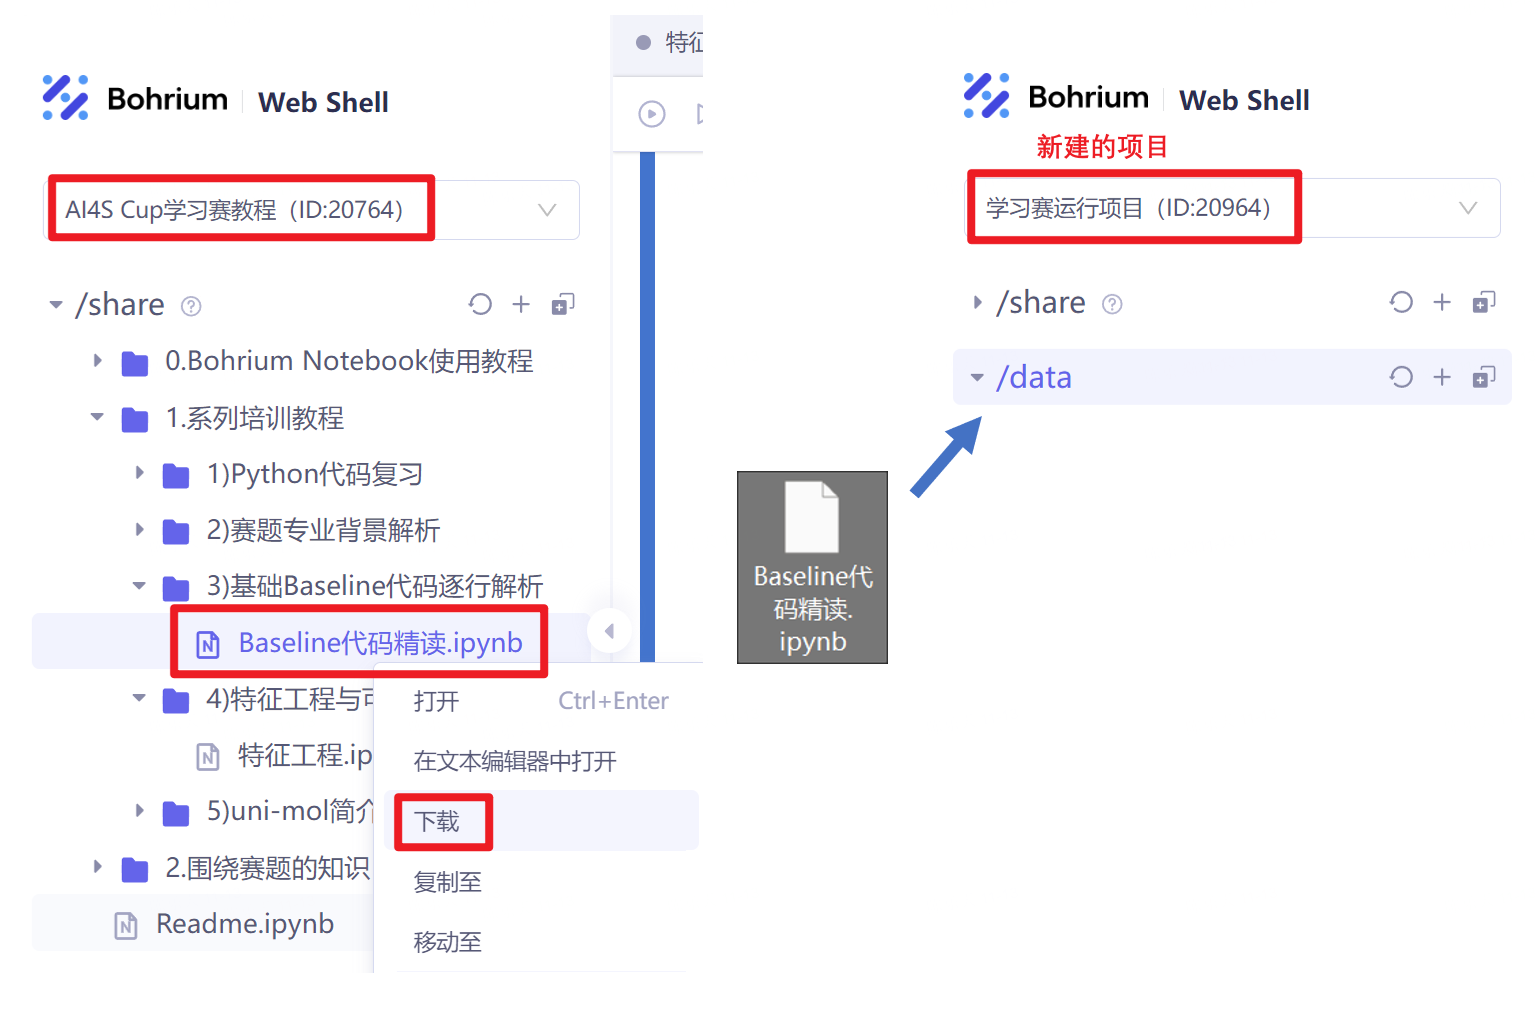 特征
Bohrium Web Shell
AI4S Cup学习赛教程（ID:20764）
/share
0.Bohrium Notebook使用教程
1.系列培训教程
1)Python代码复习
2)赛题专业背景解析
3)基础Baseline代码逐行解析
Baseline代码精读.ipynb
4)特征工程与可
特征工程.ip
5)uni-mol简介
2.围绕赛题的知识
Readme.ipynb
打开 Ctrl+Enter
在文本编辑器中打开
下载
复制至
移动至
Baseline代
码精读.
ipynb
Bohrium Web Shell
新建的项目
学习赛运行项目（ID:20964）
/share
/data